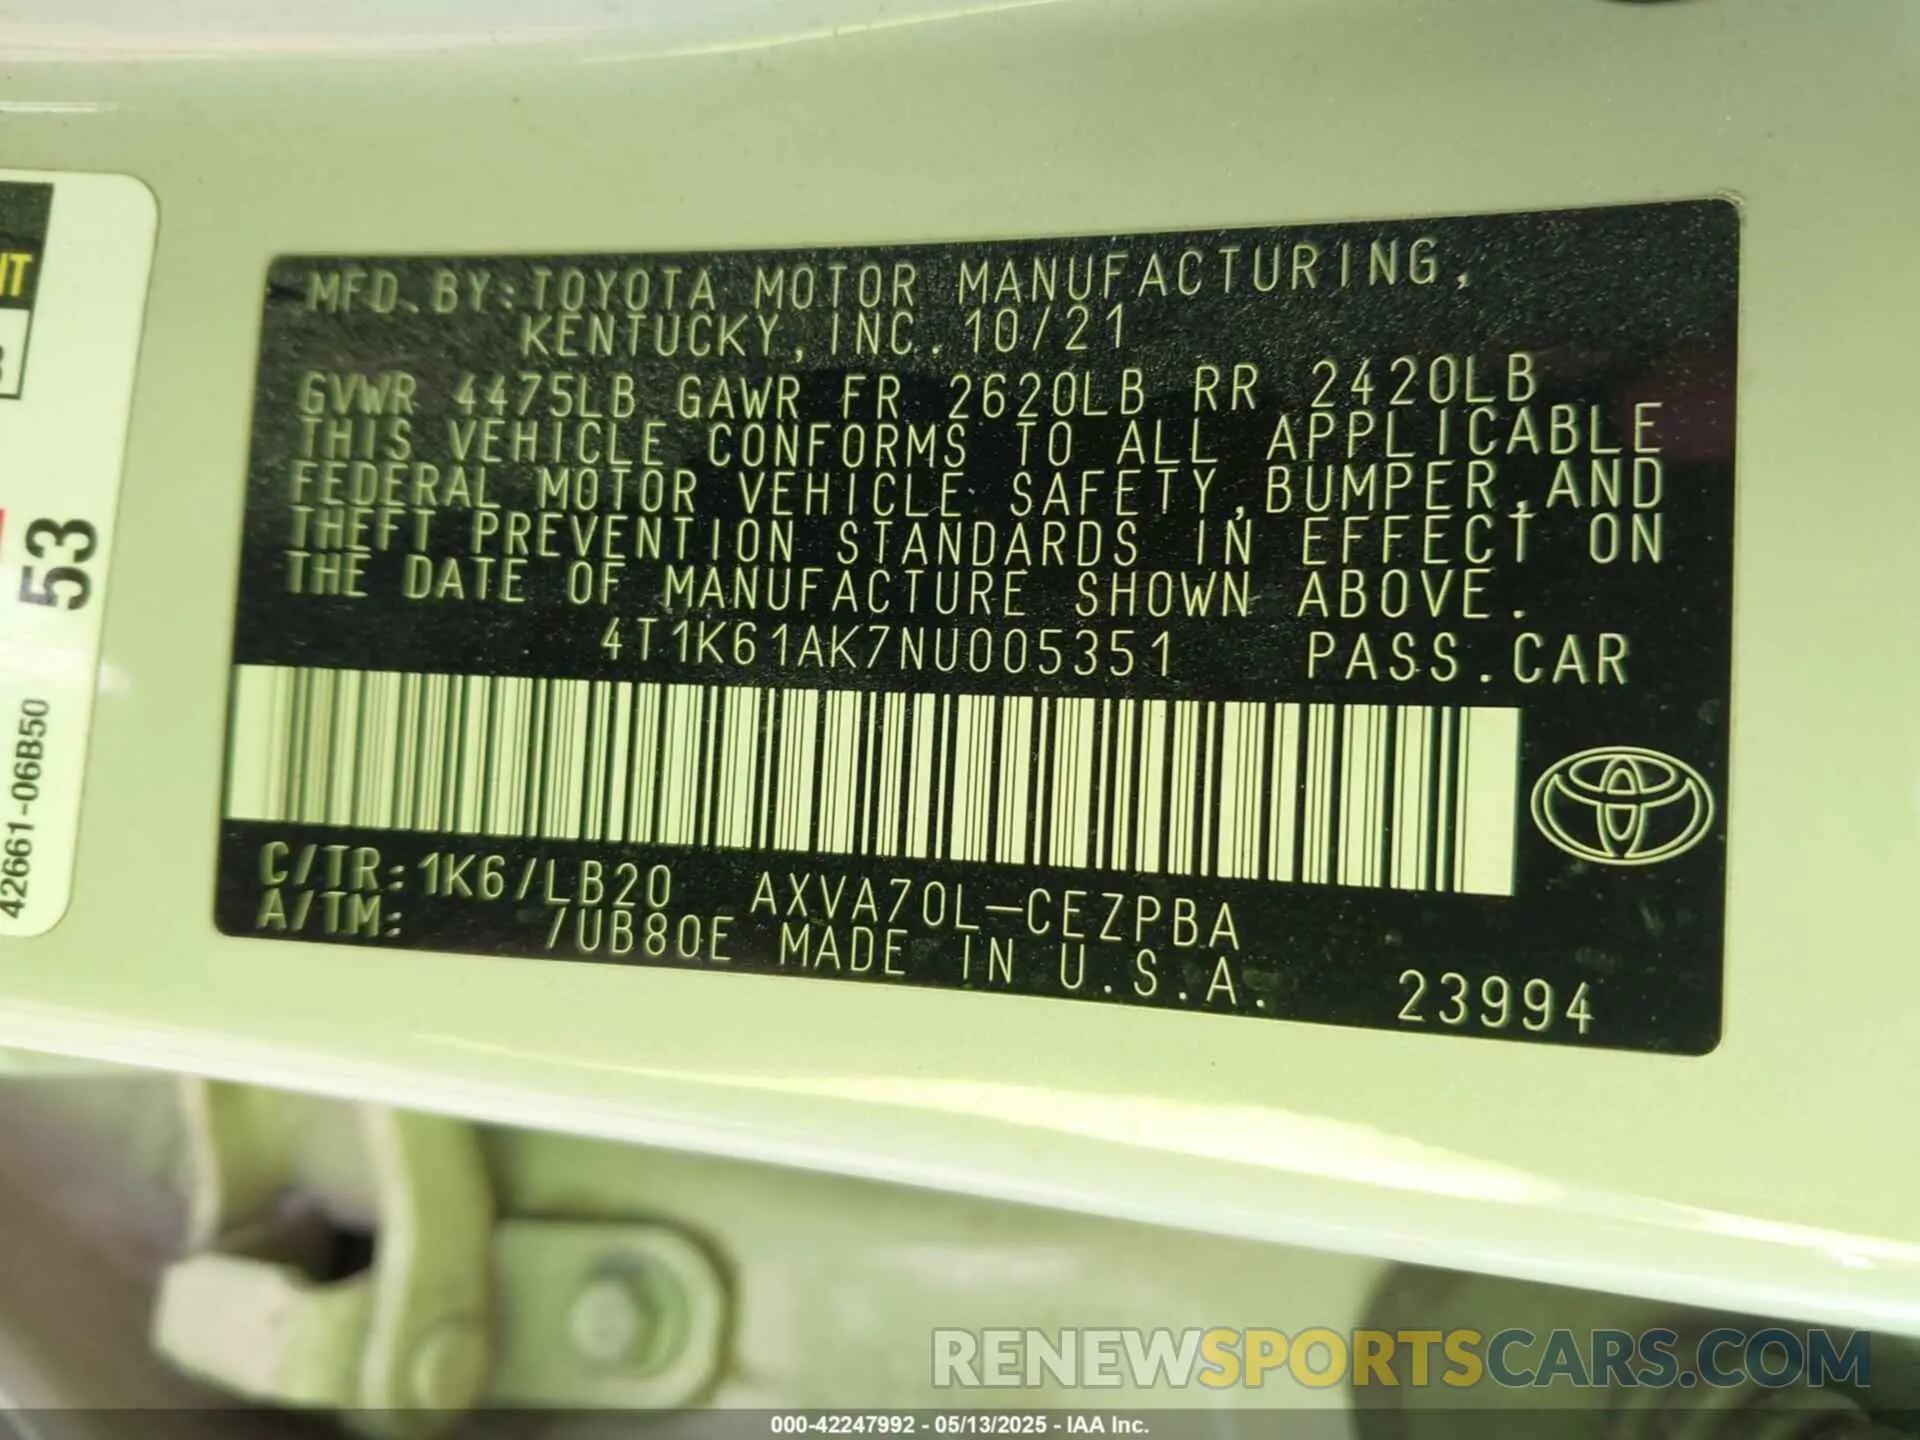 MFD. BY: TOYOTA MOTOR MANUFACTURING,
KENTUCKY, INC. 10/21
GVWR 4475LB GAWR FR 2620LB RR 2420LB
THIS VEHICLE CONFORMS TO ALL APPLICABLE
FEDERAL MOTOR VEHICLE SAFETY, BUMPER, AND
THEFT PREVENTION STANDARDS IN EFFECT ON
THE DATE OF MANUFACTURE SHOWN ABOVE.
4T1K61AK7NU005351 PASS. CAR
C/TR: 1K6/LB20 AXVA70L-CEZPBA
A/TM: /UB80E MADE IN U.S.A. 23994
53
42661-06B50
RENEWSPORTSCARS.COM
000-42247992 - 05/13/2025 - IAA Inc.